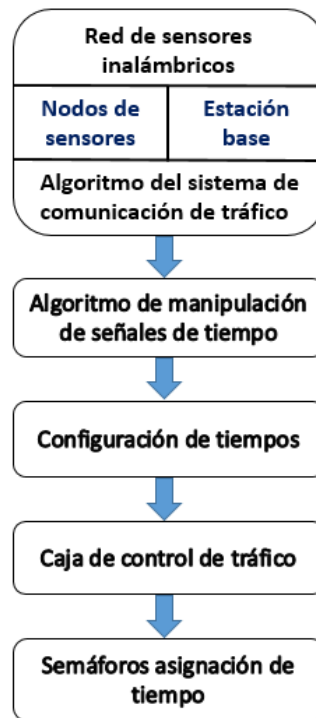 Red de sensores
inalámbricos
Nodos de
sensores
Estación
base
Algoritmo del sistema de
comunicación de tráfico
Algoritmo de manipulación
de señales de tiempo
Configuración de tiempos
Caja de control de tráfico
Semáforos asignación de
tiempo